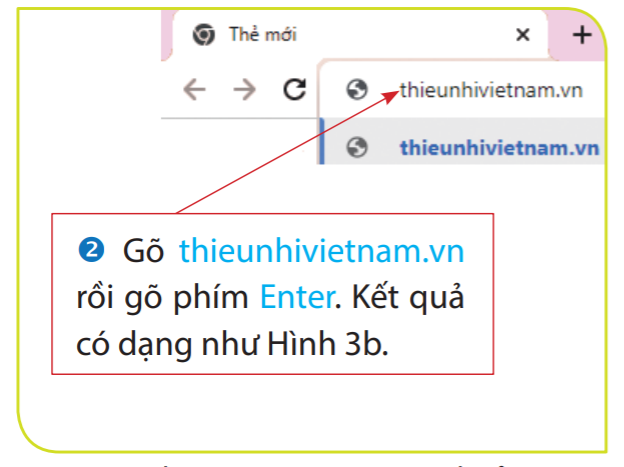 Thẻ mới
thieunhivietnam.vn
thieunhivietnam.vn
2 Gõ thieunhivietnam.vn
rồi gõ phím Enter. Kết quả
có dạng như Hình 3b.